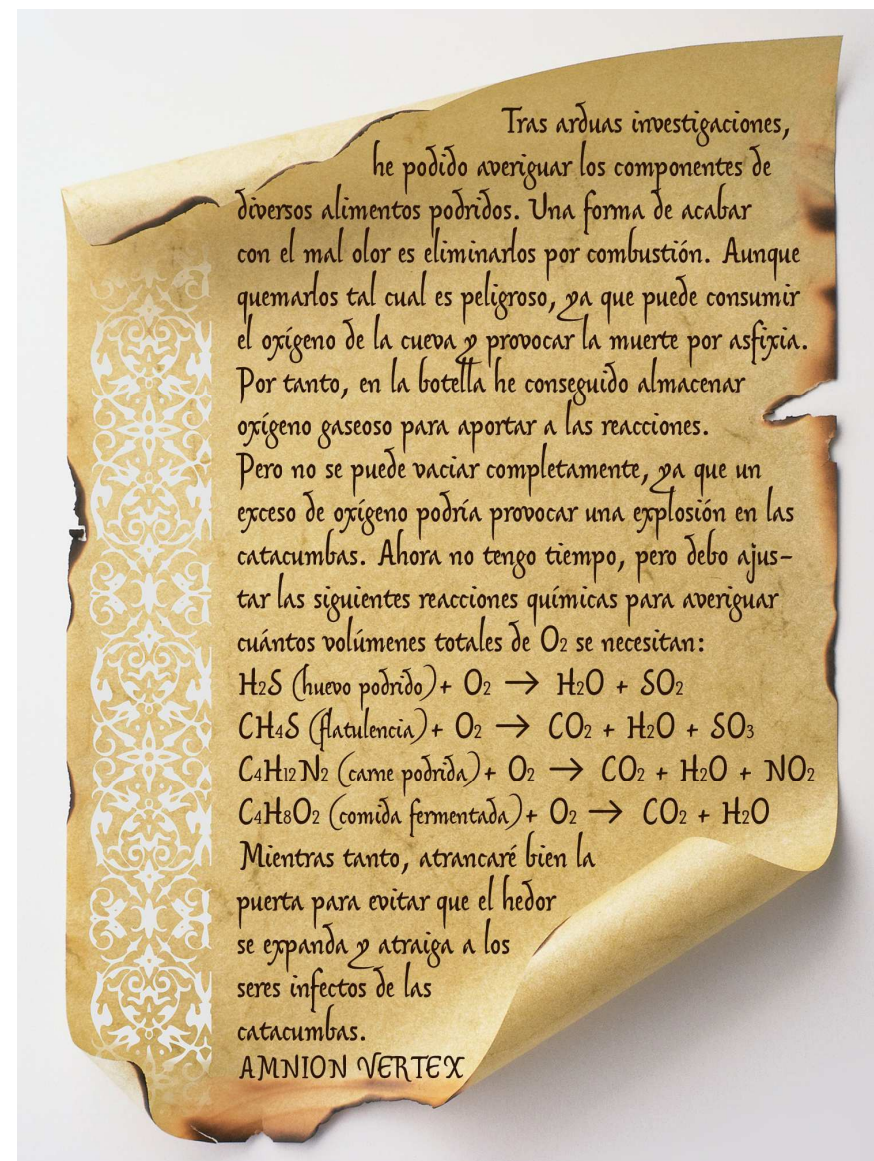 Tras arduas investigaciones,
he podido averiguar los componentes de
diversos alimentos podridos. Una forma de acabar
con el mal olor es eliminarlos por combustión. Aunque
quemarlos tal cual es peligroso, ya que puede consumir
el oxígeno de la cueva y provocar la muerte por asfixia.
Por tanto, en la botella he conseguido almacenar
oxígeno gaseoso para aportar a las reacciones.
Pero no se puede vaciar completamente, ya que un
exceso de oxígeno podría provocar una explosión en las
catacumbas. Ahora no tengo tiempo, pero debo ajus-
tar las siguientes reacciones químicas para averiguar
cuántos volúmenes totales de O₂ se necesitan:
H₂S (huevo podrido) + O₂ → H₂O + SO₂
CH₄S (flatulencia) + O₂ → CO₂ + H₂O + SO₃
C₄H₁₂N₂ (carne podrida) + O₂ → CO₂ + H₂O + NO₂
C₄H₈O₂ (comida fermentada) + O₂ → CO₂ + H₂O
Mientras tanto, atrancaré bien la
puerta para evitar que el hedor
se expanda y atraiga a los
seres infectos de las
catacumbas.
AMNION VERTEX